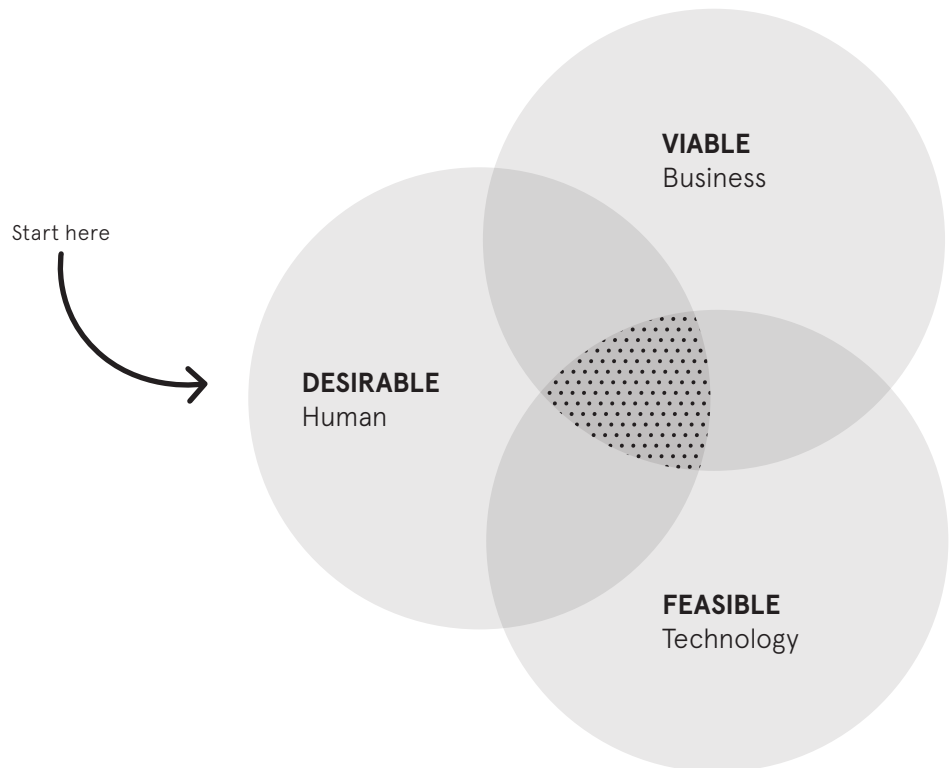 Start here
VIABLE
Business
DESIRABLE
Human
FEASIBLE
Technology